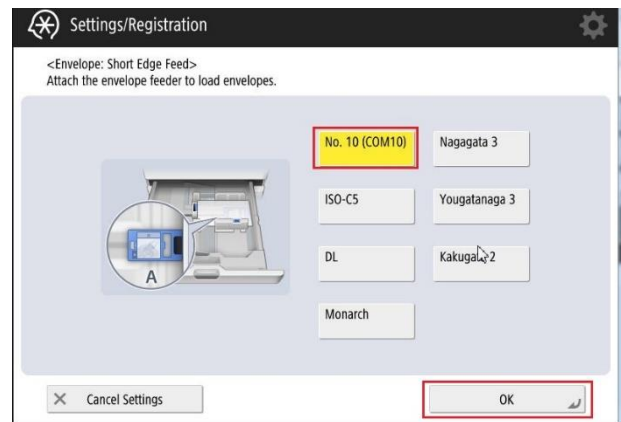 Settings/Registration
<Envelope: Short Edge Feed>
Attach the envelope feeder to load envelopes.
No. 10 (COM10)
Nagagata 3
ISO-C5
Yougatanaga 3
DL
Kakugata 2
Monarch
A
Cancel Settings
OK